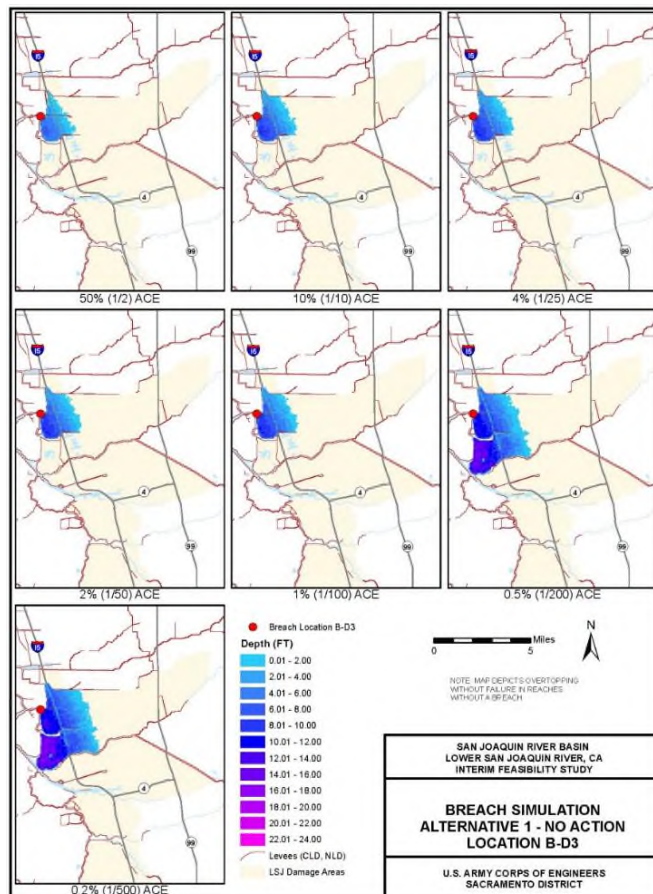 15
15
15
4
4
4
99
99
99
50% (1/2) ACE
10% (1/10) ACE
4% (1/25) ACE
15
15
15
4
4
4
99
99
99
2% (1/50) ACE
1% (1/100) ACE
0.5% (1/200) ACE
15
4
99
0.2% (1/500) ACE
Breach Location B-D3
Depth (FT)
0.01 - 2.00
2.01 - 4.00
4.01 - 6.00
6.01 - 8.00
8.01 - 10.00
10.01 - 12.00
12.01 - 14.00
14.01 - 16.00
16.01 - 18.00
18.01 - 20.00
20.01 - 22.00
22.01 - 24.00
Levees (CLD, NLD)
LSJ Damage Areas
Miles
0 5
N
NOTE: MAP DEPICTS OVERTOPPING
WITHOUT FAILURE IN REACHES
WITHOUT A BREACH
SAN JOAQUIN RIVER BASIN
LOWER SAN JOAQUIN RIVER, CA
INTERIM FEASIBILITY STUDY
BREACH SIMULATION
ALTERNATIVE 1 - NO ACTION
LOCATION B-D3
U.S. ARMY CORPS OF ENGINEERS
SACRAMENTO DISTRICT